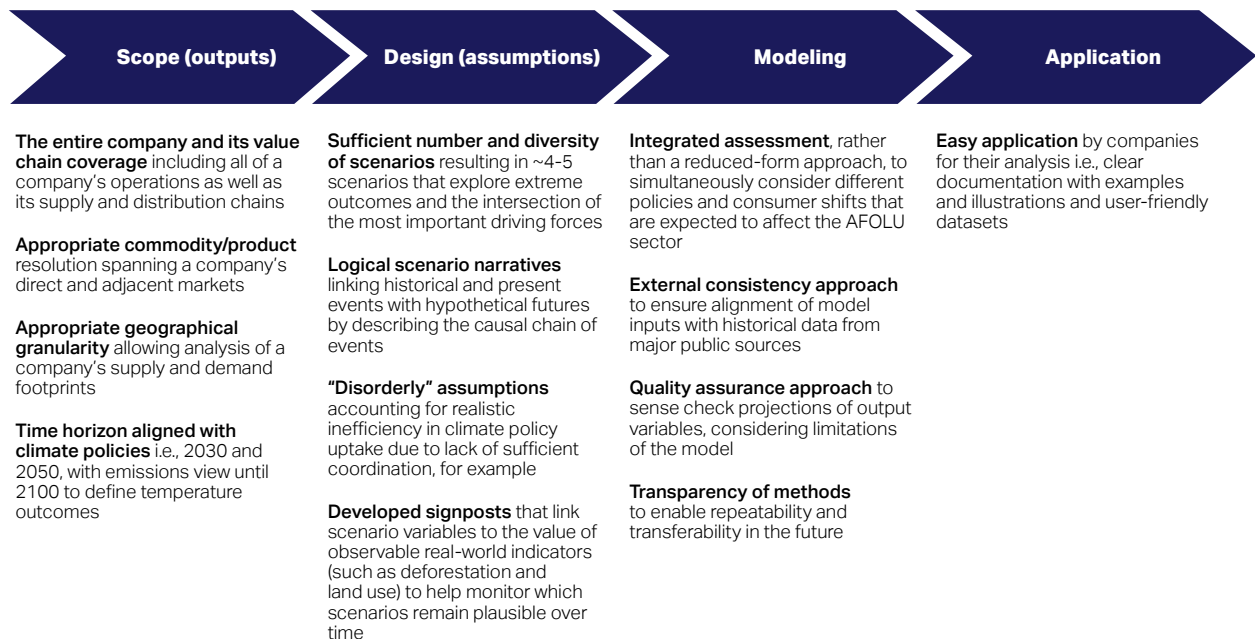 Scope (outputs)
Design (assumptions)
Modeling
Application
The entire company and its value
chain coverage including all of a
company's operations as well as
its supply and distribution chains
Appropriate commodity/product
resolution spanning a company's
direct and adjacent markets
Appropriate geographical
granularity allowing analysis of a
company's supply and demand
footprints
Time horizon aligned with
climate policies i.e., 2030 and
2050, with emissions view until
2100 to define temperature
outcomes
Sufficient number and diversity
of scenarios resulting in ~4-5
scenarios that explore extreme
outcomes and the intersection of
the most important driving forces
Logical scenario narratives
linking historical and present
events with hypothetical futures
by describing the causal chain of
events
"Disorderly" assumptions
accounting for realistic
inefficiency in climate policy
uptake due to lack of sufficient
coordination, for example
Developed signposts that link
scenario variables to the value of
observable real-world indicators
(such as deforestation and
land use) to help monitor which
scenarios remain plausible over
time
Integrated assessment, rather
than a reduced-form approach, to
simultaneously consider different
policies and consumer shifts that
are expected to affect the AFOLU
sector
External consistency approach
to ensure alignment of model
inputs with historical data from
major public sources
Quality assurance approach to
sense check projections of output
variables, considering limitations
of the model
Transparency of methods
to enable repeatability and
transferability in the future
Easy application by companies
for their analysis i.e., clear
documentation with examples
and illustrations and user-friendly
datasets